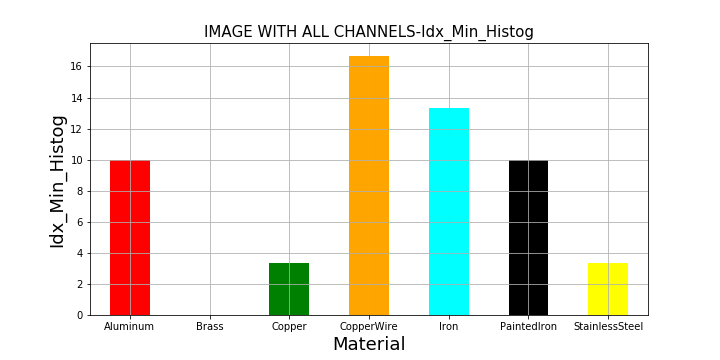 IMAGE WITH ALL CHANNELS-Idx_Min_Histog
Idx_Min_Histog
16
14
12
10
8
6
4
2
0
Aluminum Brass Copper CopperWire Iron PaintedIron StainlessSteel
Material